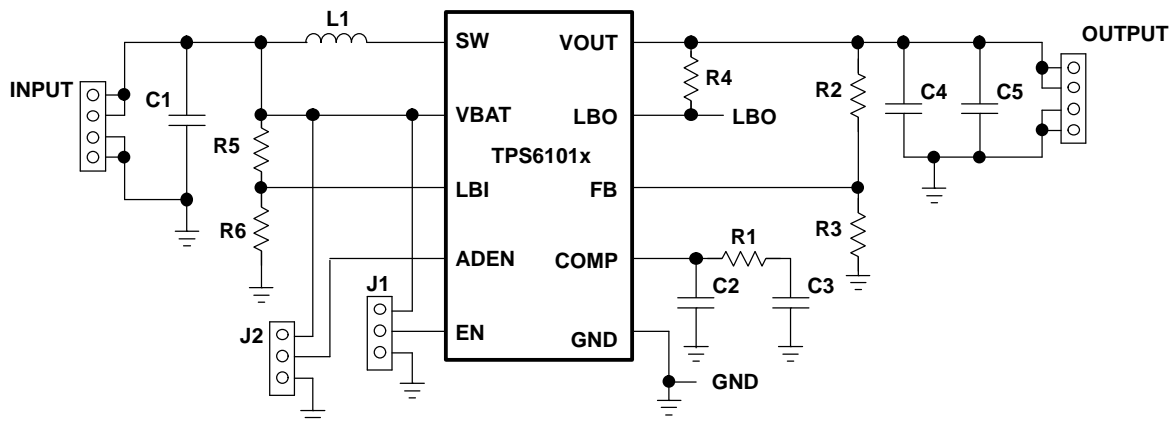 L1
SW
VOUT
OUTPUT
INPUT
C1
R4
R2
C4
C5
VBAT
LBO
LBO
R5
TPS6101x
LBI
FB
R6
R3
R1
ADEN
COMP
J1
C2
C3
J2
EN
GND
GND